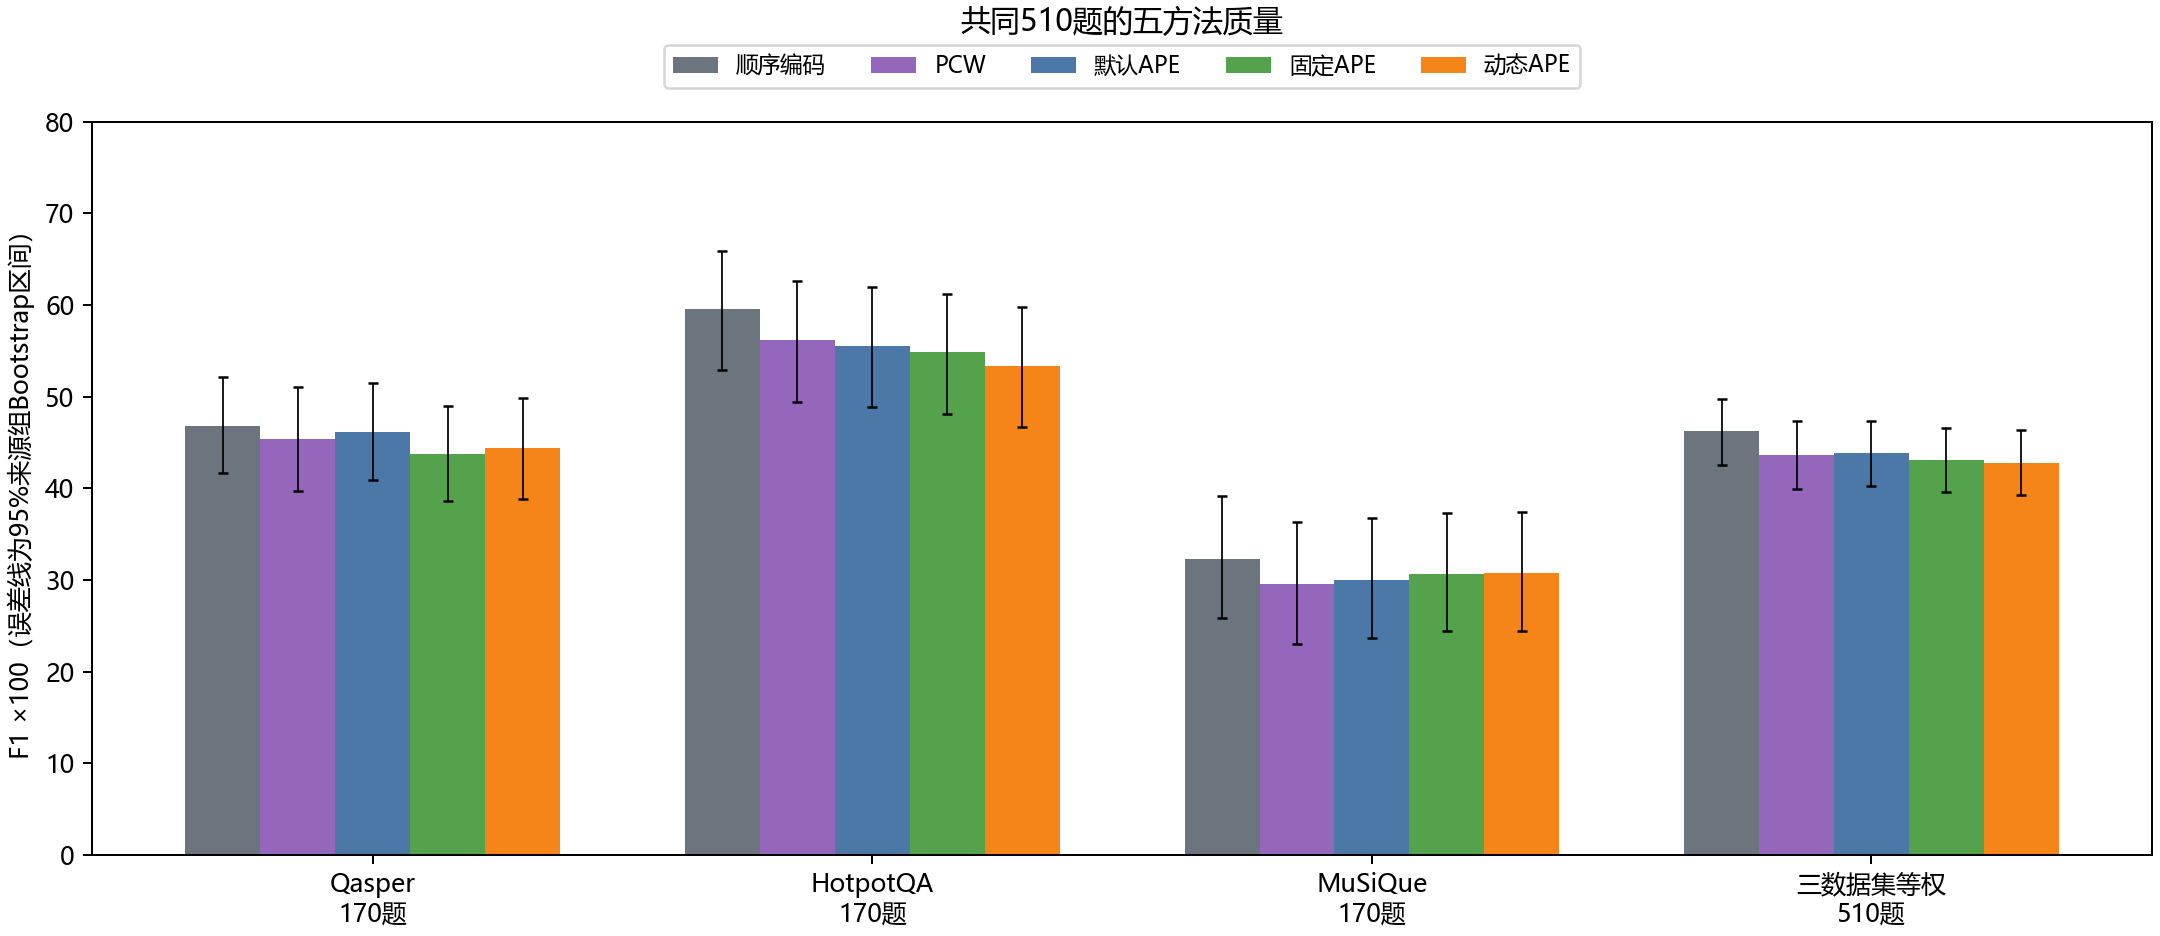 共同510题的五方法质量
顺序编码 PCW 默认APE 固定APE 动态APE
F1 ×100（误差线为95%来源组Bootstrap区间）
80
70
60
50
40
30
20
10
0
Qasper
170题
HotpotQA
170题
MuSiQue
170题
三数据集等权
510题